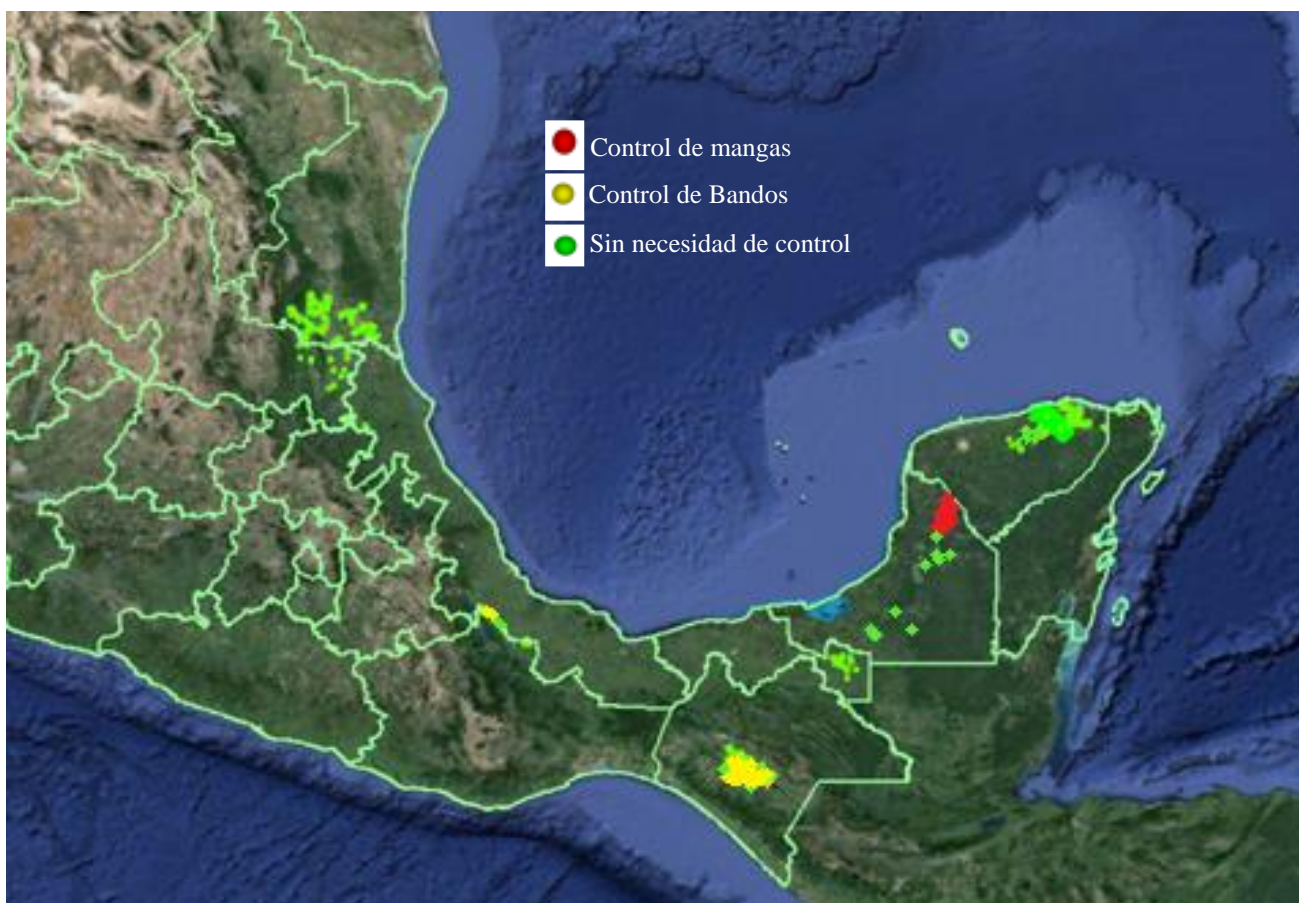 Control de mangas
Control de Bandos
Sin necesidad de control